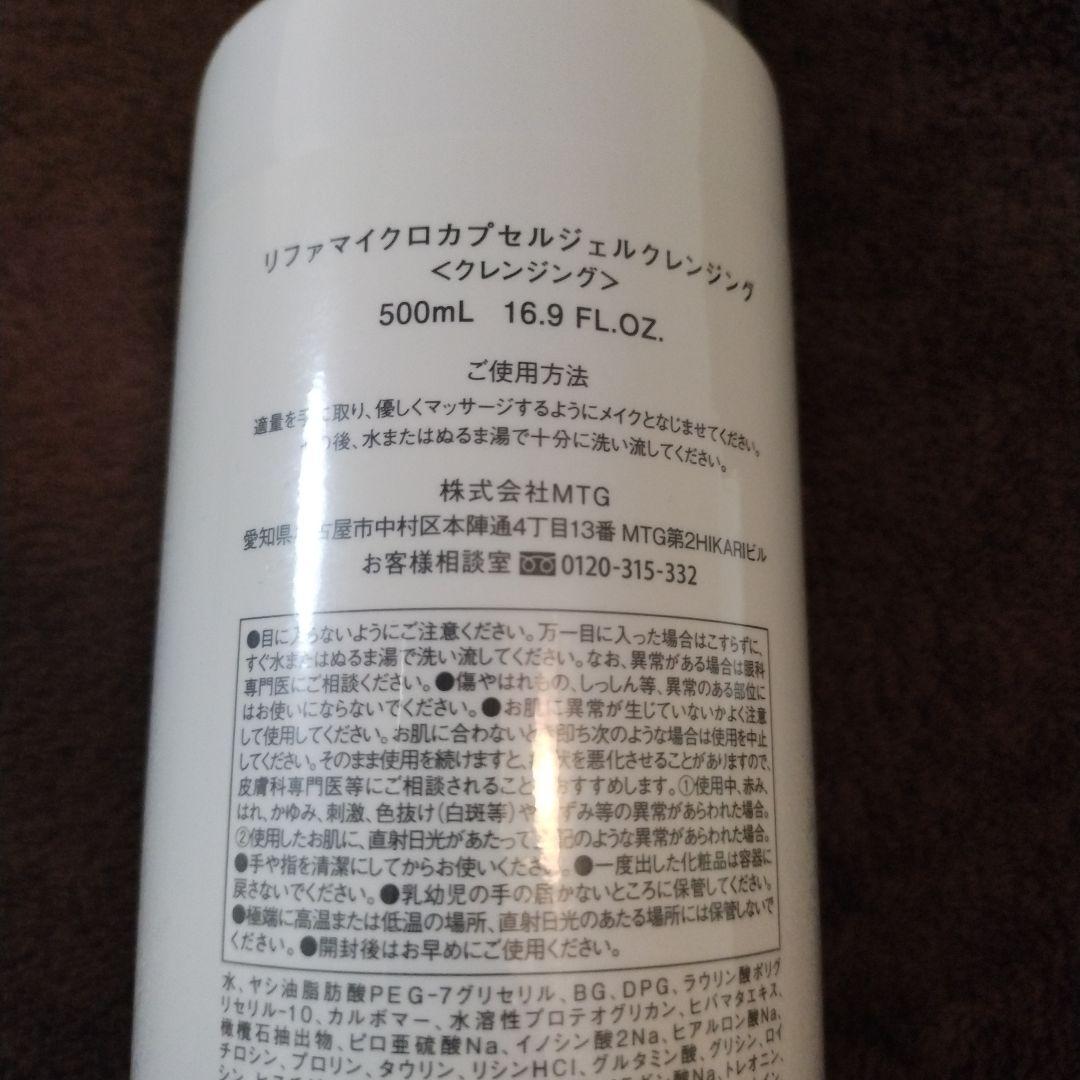 リファマイクロカプセルジェルクレンジング
<クレンジング>
500mL 16.9 FL.OZ.
ご使用方法
適量を手に取り、優しくマッサージするようにメイクとなじませてください。
その後、水またはぬるま湯で十分に洗い流してください。
株式会社MTG
愛知県名古屋市中村区本陣通4丁目13番 MTG第2HIKARIビル
お客様相談室 0120-315-332
●目に入らないようにご注意ください。万一目に入った場合はこすらずに、
すぐ水またはぬるま湯で洗い流してください。なお、異常がある場合は眼科
専門医にご相談ください。●傷やはれもの、しっしん等、異常のある部位に
はお使いにならないでください。●お肌に異常が生じていないかよく注意
して使用してください。お肌に合わないとき即ち次のような場合は使用を中止
してください。そのまま使用を続けますと、症状を悪化させることがありますので、
皮膚科専門医等にご相談されることをおすすめします。①使用中、赤み、
はれ、かゆみ、刺激、色抜け(白斑等)や黒ずみ等の異常があらわれた場合。
②使用したお肌に、直射日光があたって上記のような異常があらわれた場合。
●手や指を清潔にしてからお使いください。●一度出した化粧品は容器に
戻さないでください。●乳幼児の手の届かないところに保管してください。
●極端に高温または低温の場所、直射日光のあたる場所には保管しないで
ください。●開封後はお早めにご使用ください。
水、ヤシ油脂肪酸PEG-7グリセリル、BG、DPG、ラウリン酸ポリグ
リセリル-10、カルボマー、水溶性プロテオグリカン、ヒバマタエキス、
橄欖石抽出物、ピロ亜硫酸Na、イノシン酸2Na、ヒアルロン酸Na、
チロシン、プロリン、タウリン、リシンHCl、グルタミン酸、グリシン、ロイ
トレオニン、